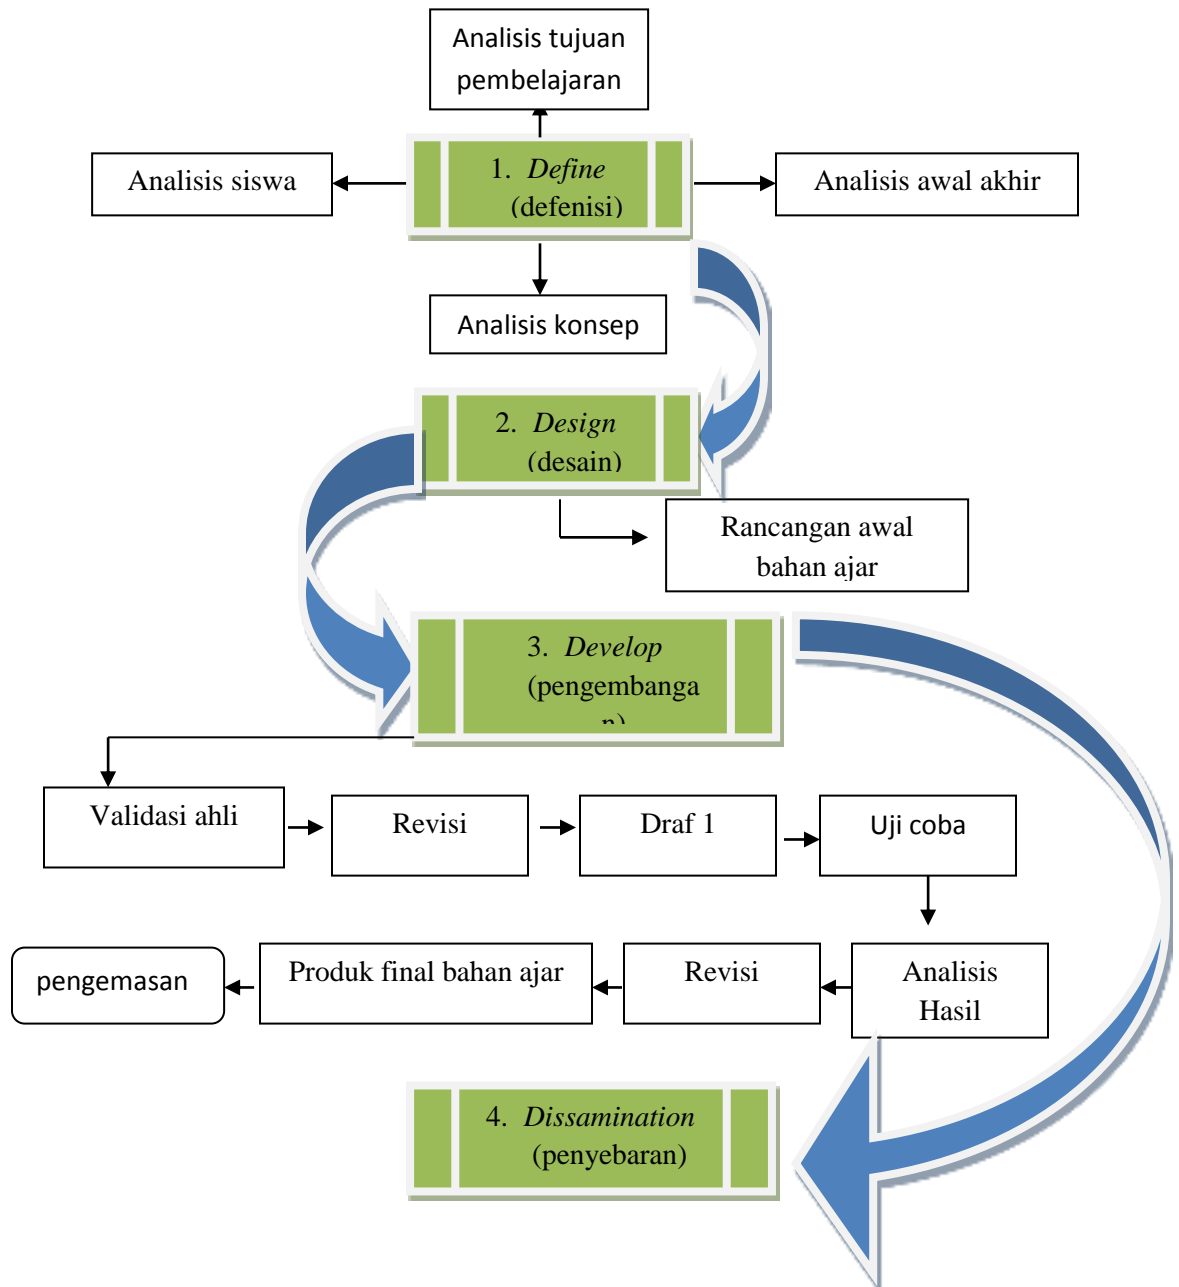 Analisis tujuan
pembelajaran
Analisis siswa
1. Define
(defenisi)
Analisis awal akhir
Analisis konsep
2. Design
(desain)
Rancangan awal
bahan ajar
3. Develop
(pengembanga
n)
Validasi ahli
Revisi
Draf 1
Uji coba
pengemasan
Produk final bahan ajar
Revisi
Analisis
Hasil
4. Dissamination
(penyebaran)